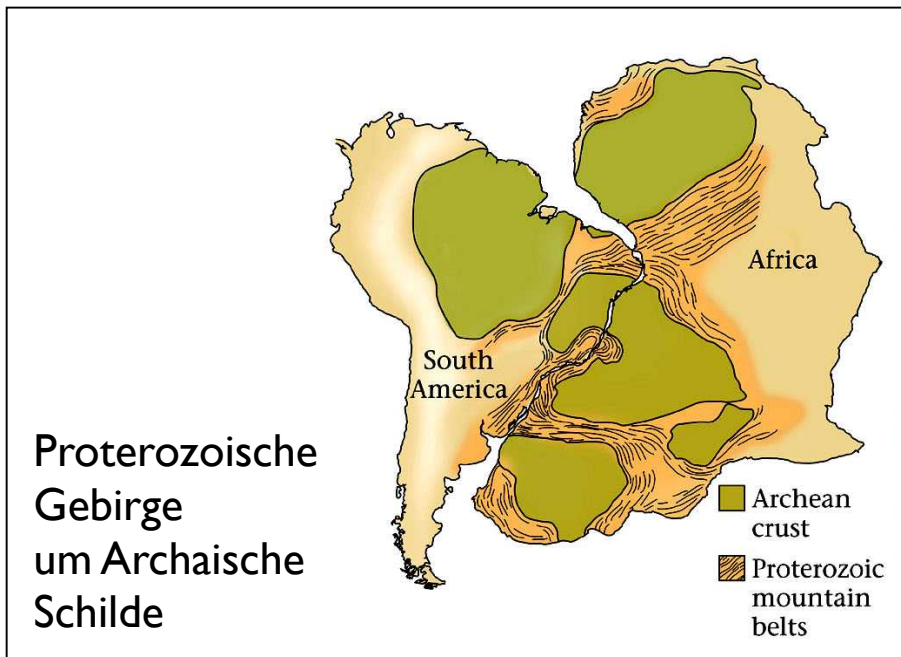 Africa
South
America
Proterozoische
Gebirge
um Archaische
Schilde
Archean
crust
Proterozoic
mountain
belts